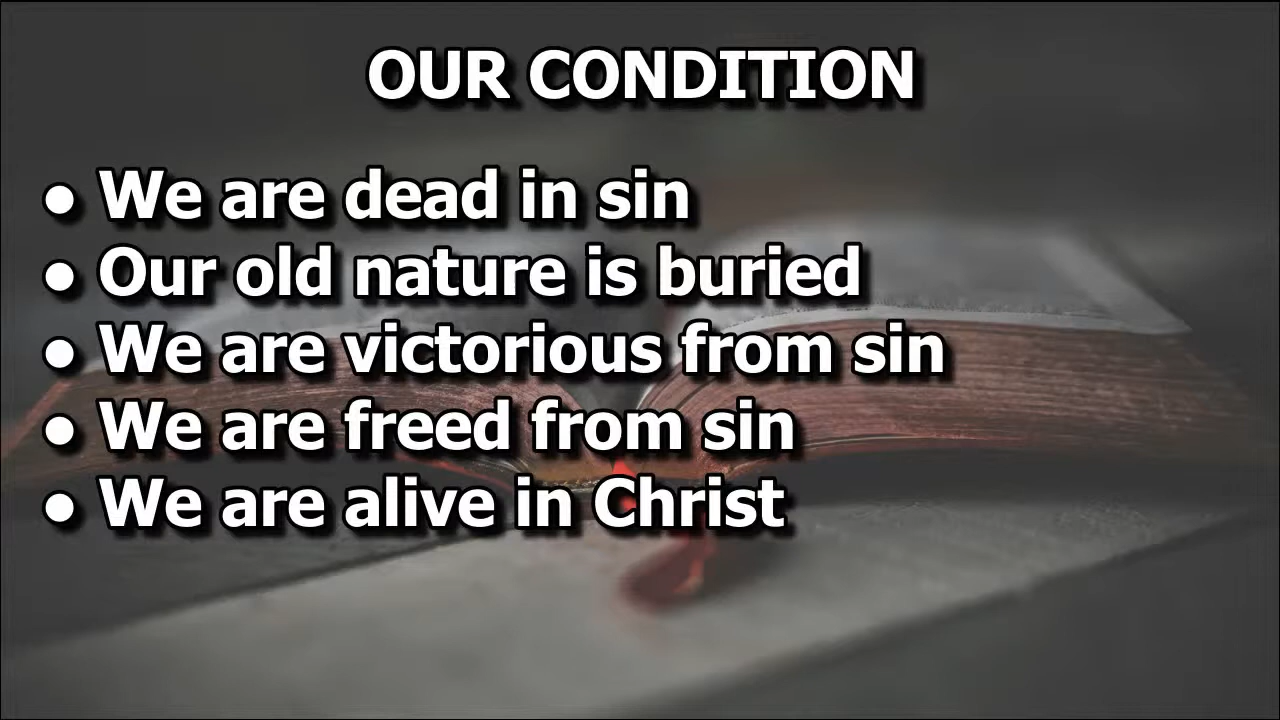 OUR CONDITION
● We are dead in sin
● Our old nature is buried
● We are victorious from sin
● We are freed from sin
● We are alive in Christ